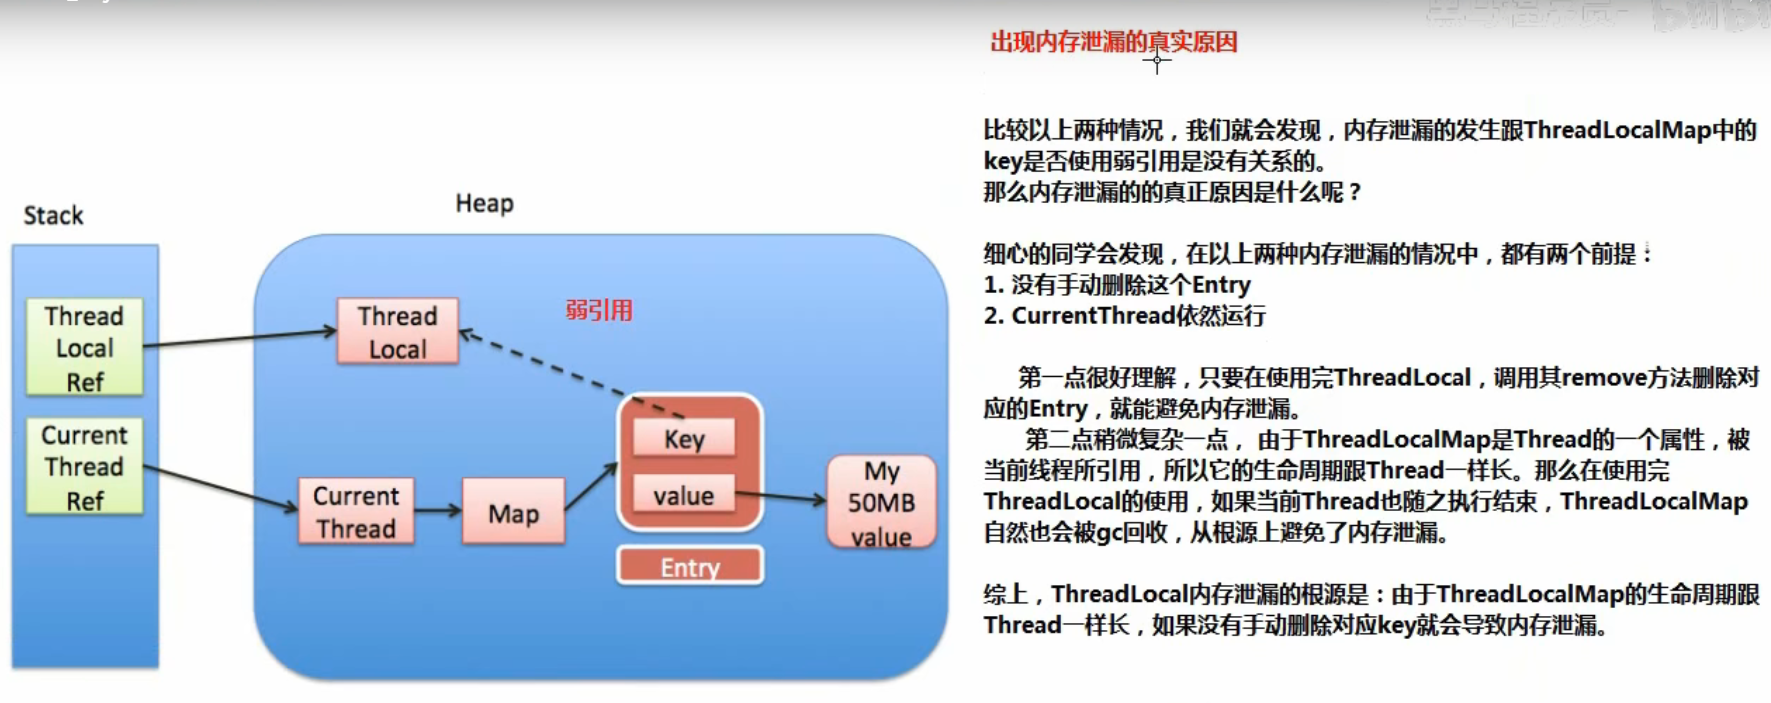 出现内存泄漏的真实原因
比较以上两种情况，我们就会发现，内存泄漏的发生跟ThreadLocalMap中的
key是否使用弱引用是没有关系的。
那么内存泄漏的的真正原因是什么呢？
细心的同学会发现，在以上两种内存泄漏的情况中，都有两个前提：
1. 没有手动删除这个Entry
2. CurrentThread依然运行
第一点很好理解，只要在使用完ThreadLocal，调用其remove方法删除对
应的Entry，就能避免内存泄漏。
第二点稍微复杂一点， 由于ThreadLocalMap是Thread的一个属性，被
当前线程所引用，所以它的生命周期跟Thread一样长。那么在使用完
ThreadLocal的使用，如果当前Thread也随之执行结束，ThreadLocalMap
自然也会被gc回收，从根源上避免了内存泄漏。
综上，ThreadLocal内存泄漏的根源是：由于ThreadLocalMap的生命周期跟
Thread一样长，如果没有手动删除对应key就会导致内存泄漏。
Stack
Heap
Thread
Local
Ref
Current
Thread
Ref
Thread
Local
弱引用
Current
Thread
Map
Key
value
Entry
My
50MB
value